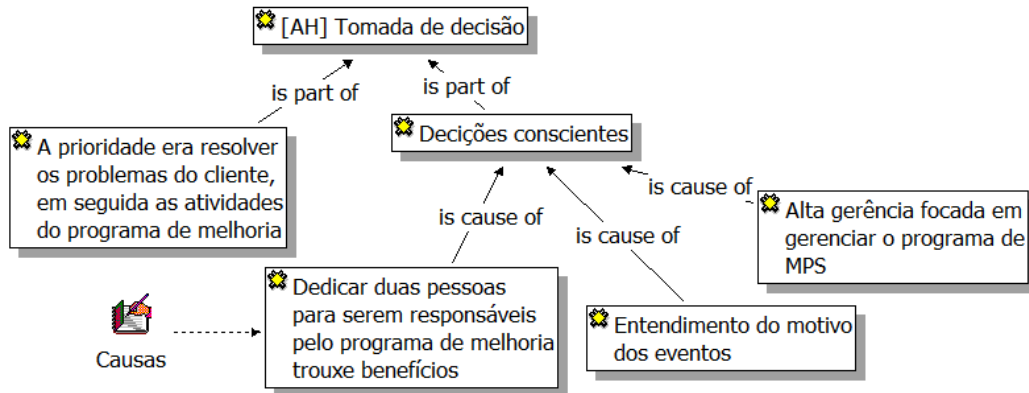 [AH] Tomada de decisão
is part of
is part of
A prioridade era resolver
os problemas do cliente,
em seguida as atividades
do programa de melhoria
Decições conscientes
is cause of
is cause of
is cause of
Alta gerência focada em
gerenciar o programa de
MPS
Dedicar duas pessoas
para serem responsáveis
pelo programa de melhoria
trouxe benefícios
Entendimento do motivo
dos eventos
Causas